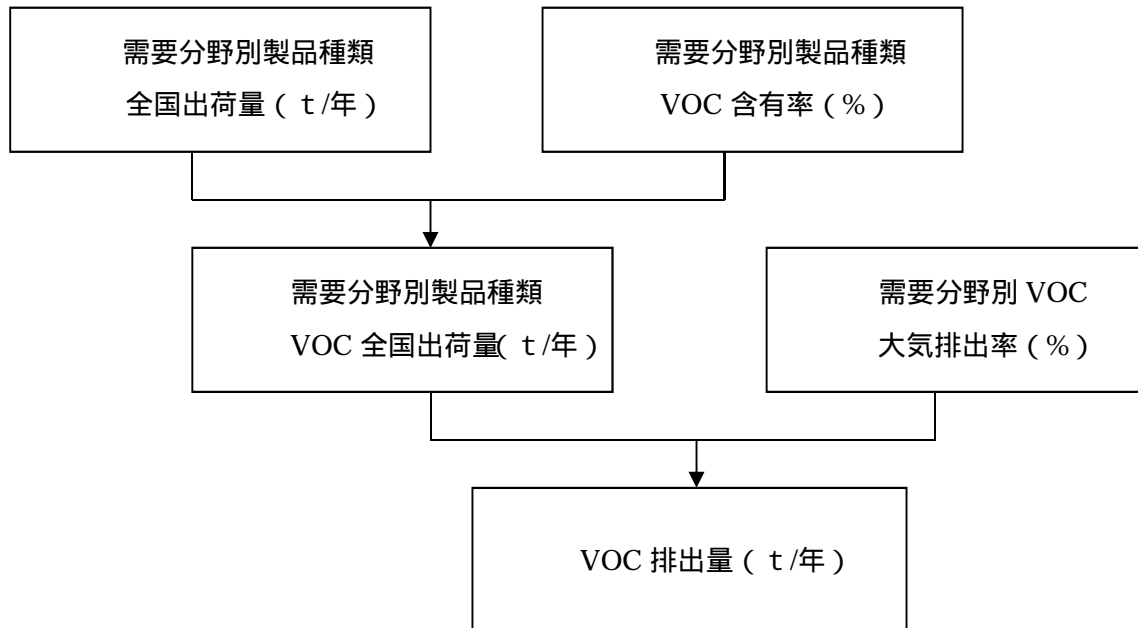 需要分野別製品種類
全国出荷量（ｔ/年）
需要分野別製品種類
VOC 含有率（%）
需要分野別製品種類
VOC 全国出荷量（ｔ/年）
需要分野別 VOC
大気排出率（%）
VOC 排出量（ｔ/年）